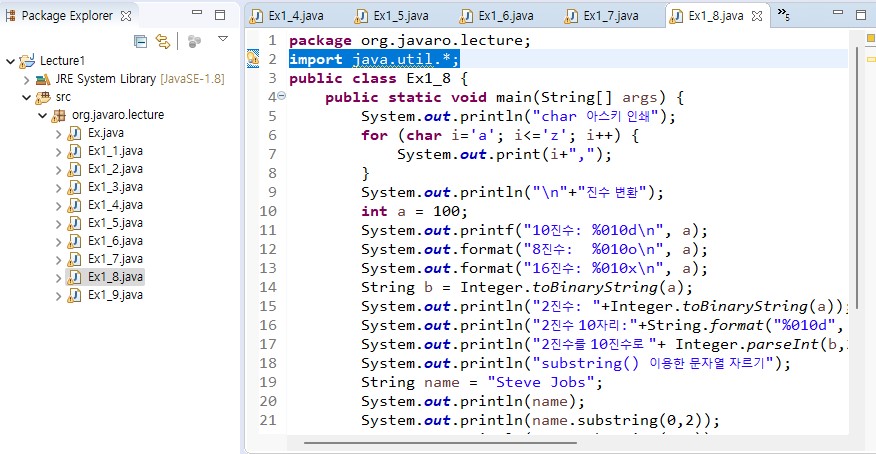 Package Explorer
Lecture1
JRE System Library [JavaSE-1.8]
src
org.javaro.lecture
Ex.java
Ex1_1.java
Ex1_2.java
Ex1_3.java
Ex1_4.java
Ex1_5.java
Ex1_6.java
Ex1_7.java
Ex1_8.java
Ex1_9.java
Ex1_4.java Ex1_5.java Ex1_6.java Ex1_7.java Ex1_8.java »5
1 package org.javaro.lecture;
2 import java.util.*;
3 public class Ex1_8 {
4 public static void main(String[] args) {
5 System.out.println("char 아스키 인쇄");
6 for (char i='a'; i<='z'; i++) {
7 System.out.print(i+",");
8 }
9 System.out.println("\n"+"진수 변환");
10 int a = 100;
11 System.out.printf("10진수: %010d\n", a);
12 System.out.format("8진수:  %010o\n", a);
13 System.out.format("16진수: %010x\n", a);
14 String b = Integer.toBinaryString(a);
15 System.out.println("2진수: "+Integer.toBinaryString(a));
16 System.out.println("2진수 10자리:"+String.format("%010d",
17 System.out.println("2진수를 10진수로 "+ Integer.parseInt(b,
18 System.out.println("substring() 이용한 문자열 자르기");
19 String name = "Steve Jobs";
20 System.out.println(name);
21 System.out.println(name.substring(0,2));